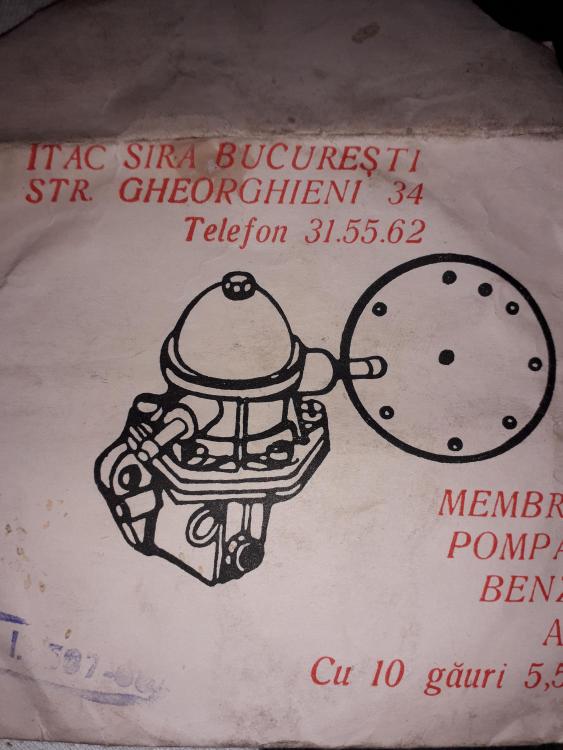 ITAC SIRA BUCUREȘTI
STR. GHEORGHIENI 34
Telefon 31.55.62
MEMBR
POMPA
BENZ
A
Cu 10 găuri 5,5